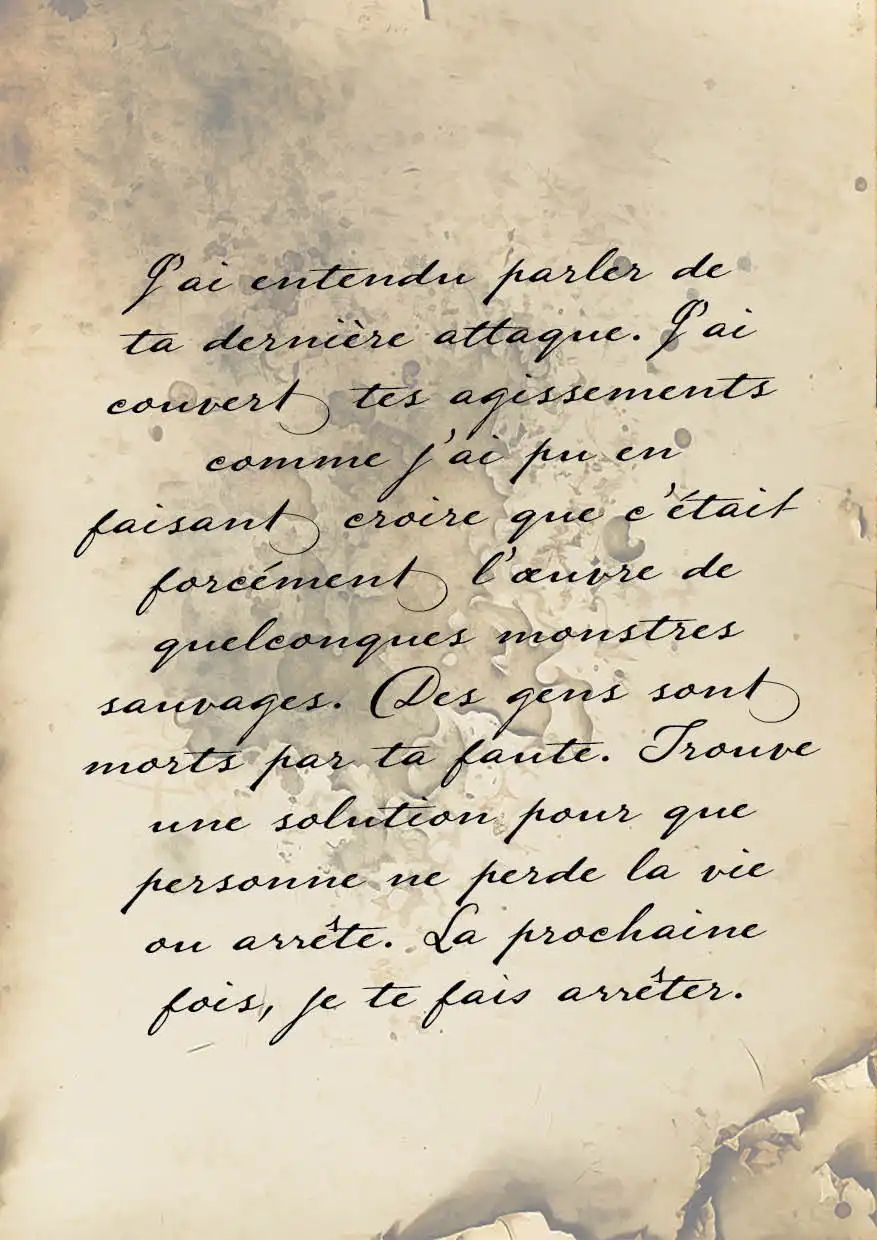 J'ai entendu parler de
ta dernière attaque. J'ai
couvert tes agissements
comme j'ai pu en
faisant croire que c'était
forcément l'œuvre de
quelconques monstres
sauvages. Des gens sont
morts par ta faute. Trouve
une solution pour que
personne ne perde la vie
ou arrête. La prochaine
fois, je te fais arrêter.